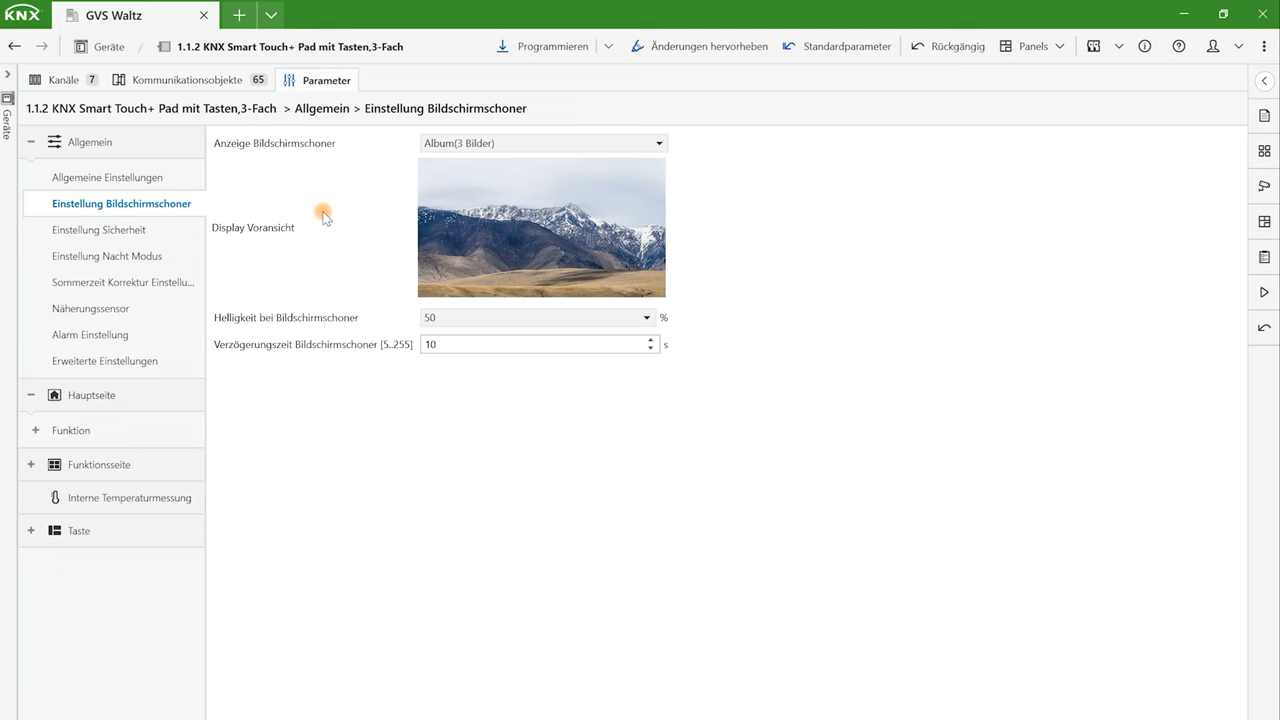 KNX
GVS Waltz
Geräte / 1.1.2 KNX Smart Touch+ Pad mit Tasten,3-Fach
Programmieren
Änderungen hervorheben
Standardparameter
Rückgängig
Panels
Kanäle 7
Kommunikationsobjekte 65
Parameter
Geräte
1.1.2 KNX Smart Touch+ Pad mit Tasten,3-Fach > Allgemein > Einstellung Bildschirmschoner
Allgemein
Allgemeine Einstellungen
Einstellung Bildschirmschoner
Einstellung Sicherheit
Einstellung Nacht Modus
Sommerzeit Korrektur Einstellu...
Näherungssensor
Alarm Einstellung
Erweiterte Einstellungen
Hauptseite
Funktion
Funktionsseite
Interne Temperaturmessung
Taste
Anzeige Bildschirmschoner Album(3 Bilder)
Display Voransicht
Helligkeit bei Bildschirmschoner 50 %
Verzögerungszeit Bildschirmschoner [5..255] 10 s